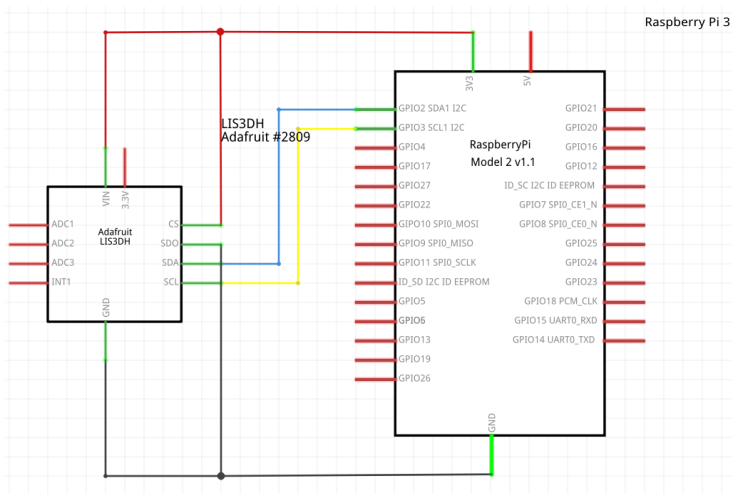 Raspberry Pi 3
3V3
5V
LIS3DH
Adafruit #2809
GPIO2 SDA1 I2C
GPIO3 SCL1 I2C
GPIO4
GPIO17
GPIO27
GPIO22
GIPO10 SPI0_MOSI
GPIO9 SPI0_MISO
GPIO11 SPI0_SCLK
ID_SD I2C ID EEPROM
GPIO5
GPIO6
GPIO13
GPIO19
GPIO26
RaspberryPi
Model 2 v1.1
GPIO21
GPIO20
GPIO16
GPIO12
ID_SC I2C ID EEPROM
GPIO7 SPI0_CE1_N
GPIO8 SPI0_CE0_N
GPIO25
GPIO24
GPIO23
GPIO18 PCM_CLK
GPIO15 UART0_RXD
GPIO14 UART0_TXD
GND
VIN
3.3V
ADC1
ADC2
ADC3
INT1
Adafruit
LIS3DH
CS
SDO
SDA
SCL
GND